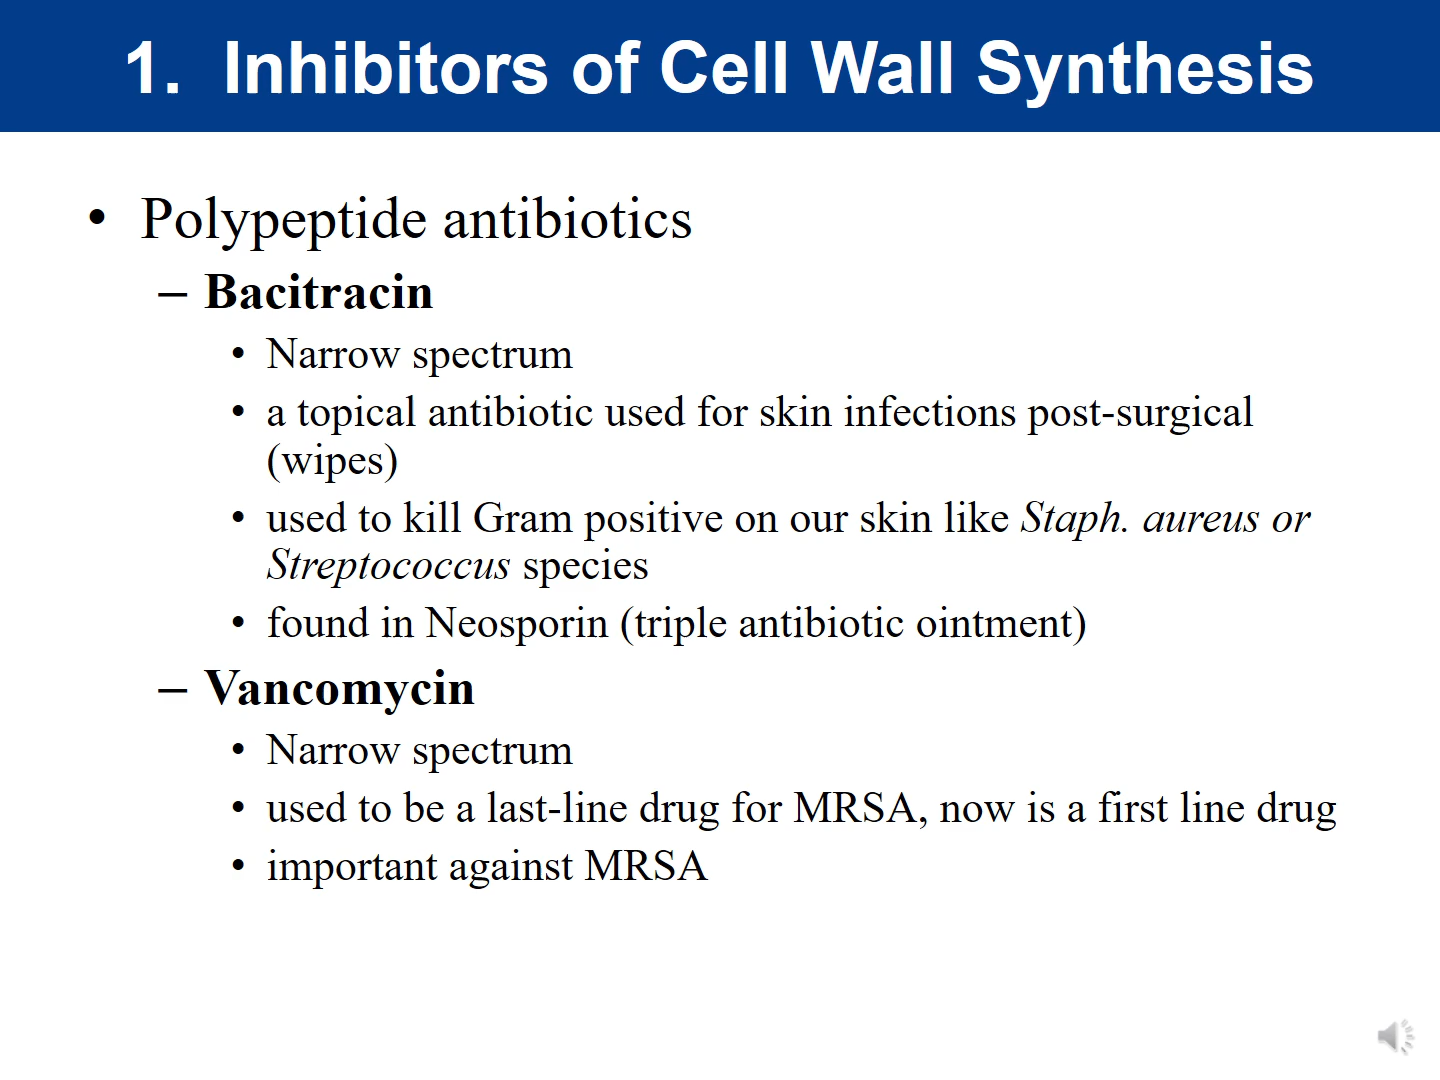 1. Inhibitors of Cell Wall Synthesis
• Polypeptide antibiotics
– Bacitracin
• Narrow spectrum
• a topical antibiotic used for skin infections post-surgical
(wipes)
• used to kill Gram positive on our skin like Staph. aureus or
Streptococcus species
• found in Neosporin (triple antibiotic ointment)
– Vancomycin
• Narrow spectrum
• used to be a last-line drug for MRSA, now is a first line drug
• important against MRSA